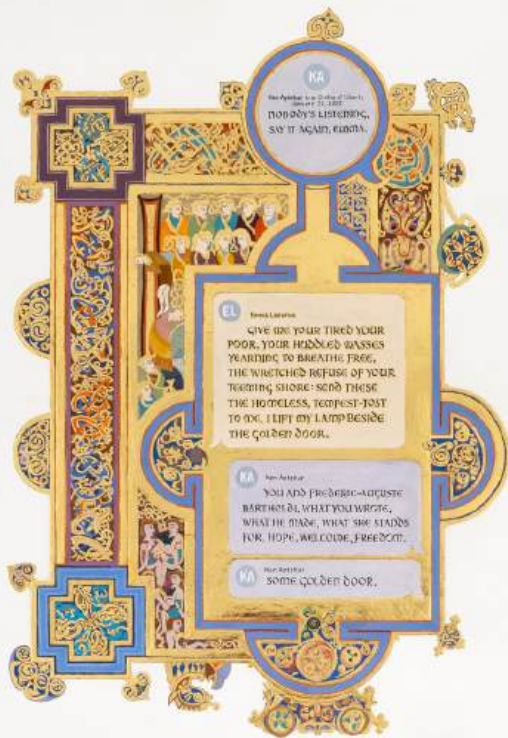 KA
Ken Aptekar
NOBODY'S LISTENING,
SAY IT AGAIN, EMMA.
EL
Emma Lazarus
GIVE ME YOUR TIRED YOUR
POOR, YOUR HUDDLED MASSES
YEARNING TO BREATHE FREE,
THE WRETCHED REFUSE OF YOUR
TEEMING SHORE: SEND THESE
THE HOMELESS, TEMPEST-TOST
TO ME. I LIFT MY LAMP BESIDE
THE GOLDEN DOOR.
KA
Ken Aptekar
YOU AND FREDERIC-AUGUSTE
BARTHOLDI, WHAT YOU WROTE,
WHAT HE MADE, WHAT SHE STANDS
FOR. HOPE, WELCOME, FREEDOM.
KA
Ken Aptekar
SOME GOLDEN DOOR.